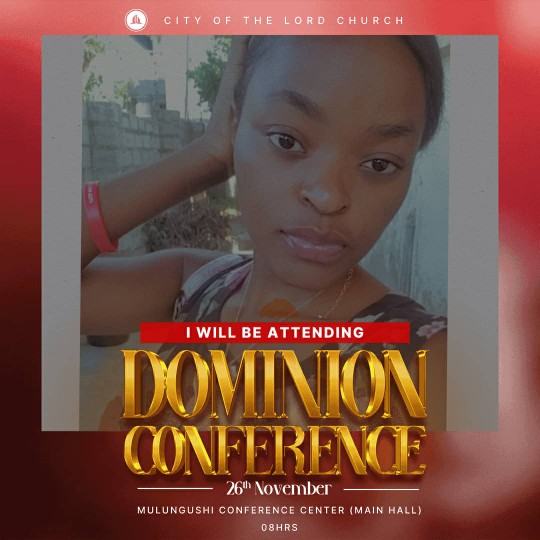 CITY OF THE LORD CHURCH
I WILL BE ATTENDING
DOMINION
CONFERENCE
26th November
MULUNGUSHI CONFERENCE CENTER (MAIN HALL)
08HRS